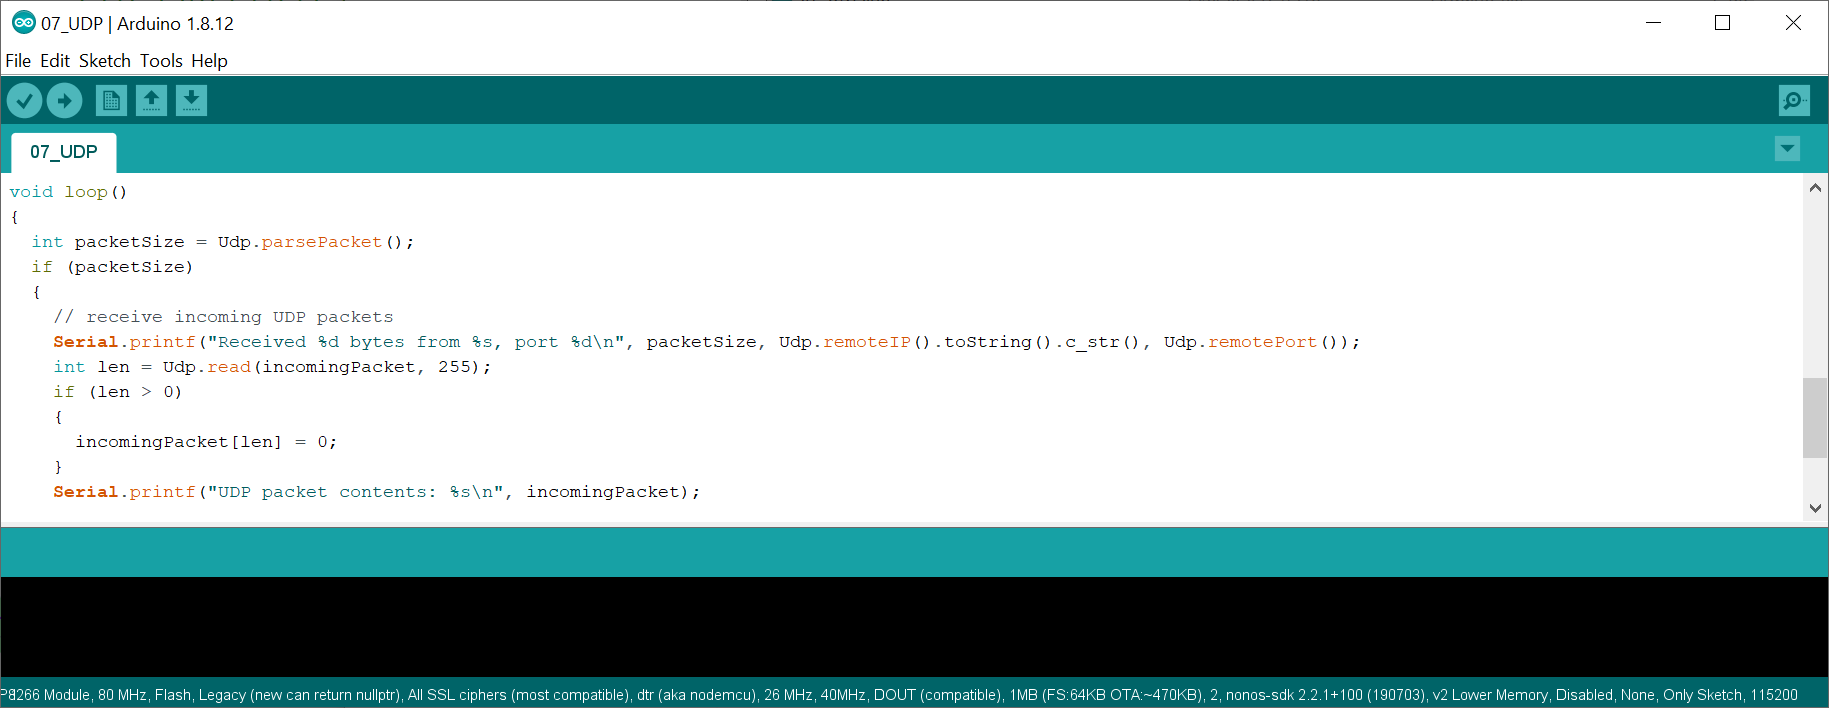 07_UDP | Arduino 1.8.12
File Edit Sketch Tools Help
07_UDP
void loop()
{
  int packetSize = Udp.parsePacket();
  if (packetSize)
  {
    // receive incoming UDP packets
    Serial.printf("Received %d bytes from %s, port %d\n", packetSize, Udp.remoteIP().toString().c_str(), Udp.remotePort());
    int len = Udp.read(incomingPacket, 255);
    if (len > 0)
    {
      incomingPacket[len] = 0;
    }
    Serial.printf("UDP packet contents: %s\n", incomingPacket);
P8266 Module, 80 MHz, Flash, Legacy (new can return nullptr), All SSL ciphers (most compatible), dtr (aka nodemcu), 26 MHz, 40MHz, DOUT (compatible), 1MB (FS:64KB OTA:~470KB), 2, nonos-sdk 2.2.1+100 (190703), v2 Lower Memory, Disabled, None, Only Sketch, 115200